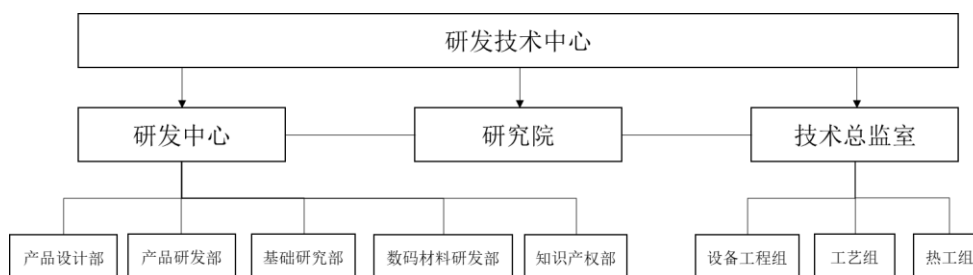 研发技术中心
研发中心
研究院
技术总监室
产品设计部
产品研发部
基础研究部
数码材料研发部
知识产权部
设备工程组
工艺组
热工组